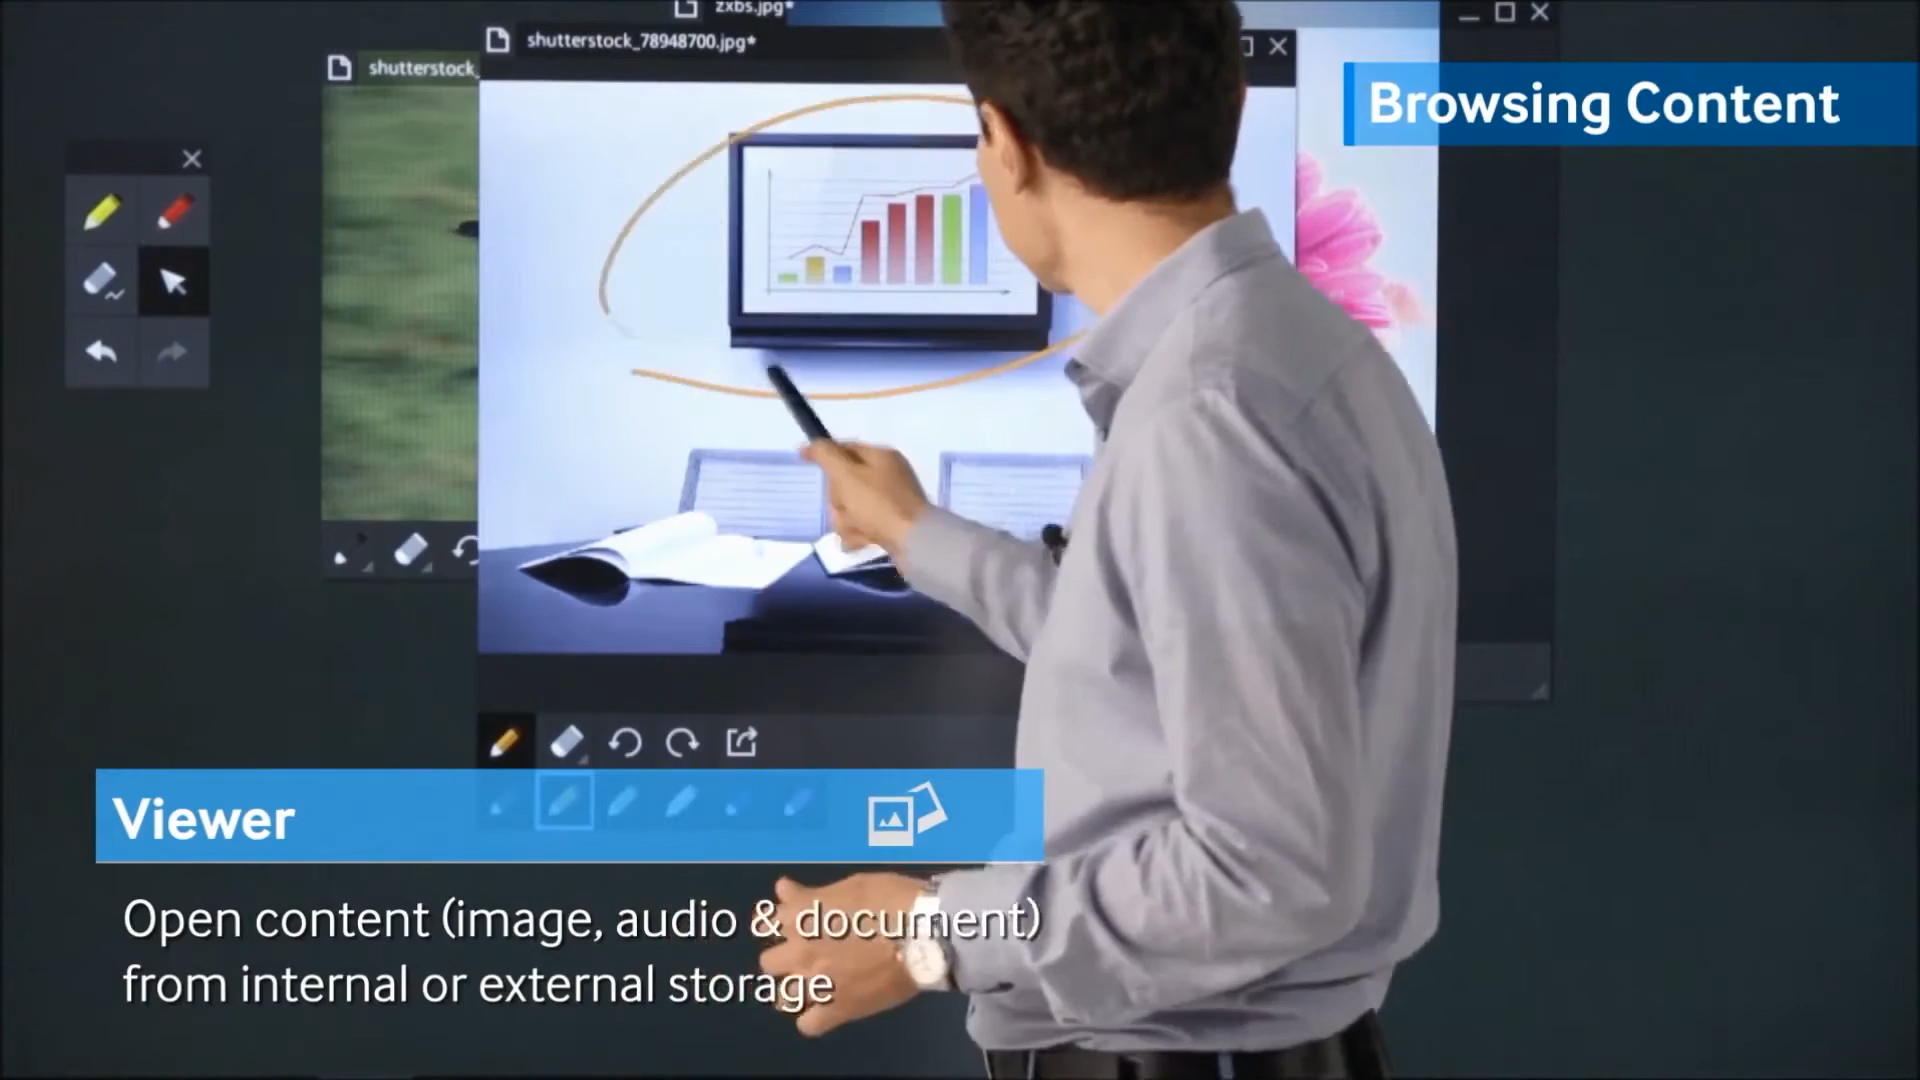 zxbs.jpg*
shutterstock_78948700.jpg*
shutterstock_
Browsing Content
Viewer
Open content (image, audio & document)
from internal or external storage